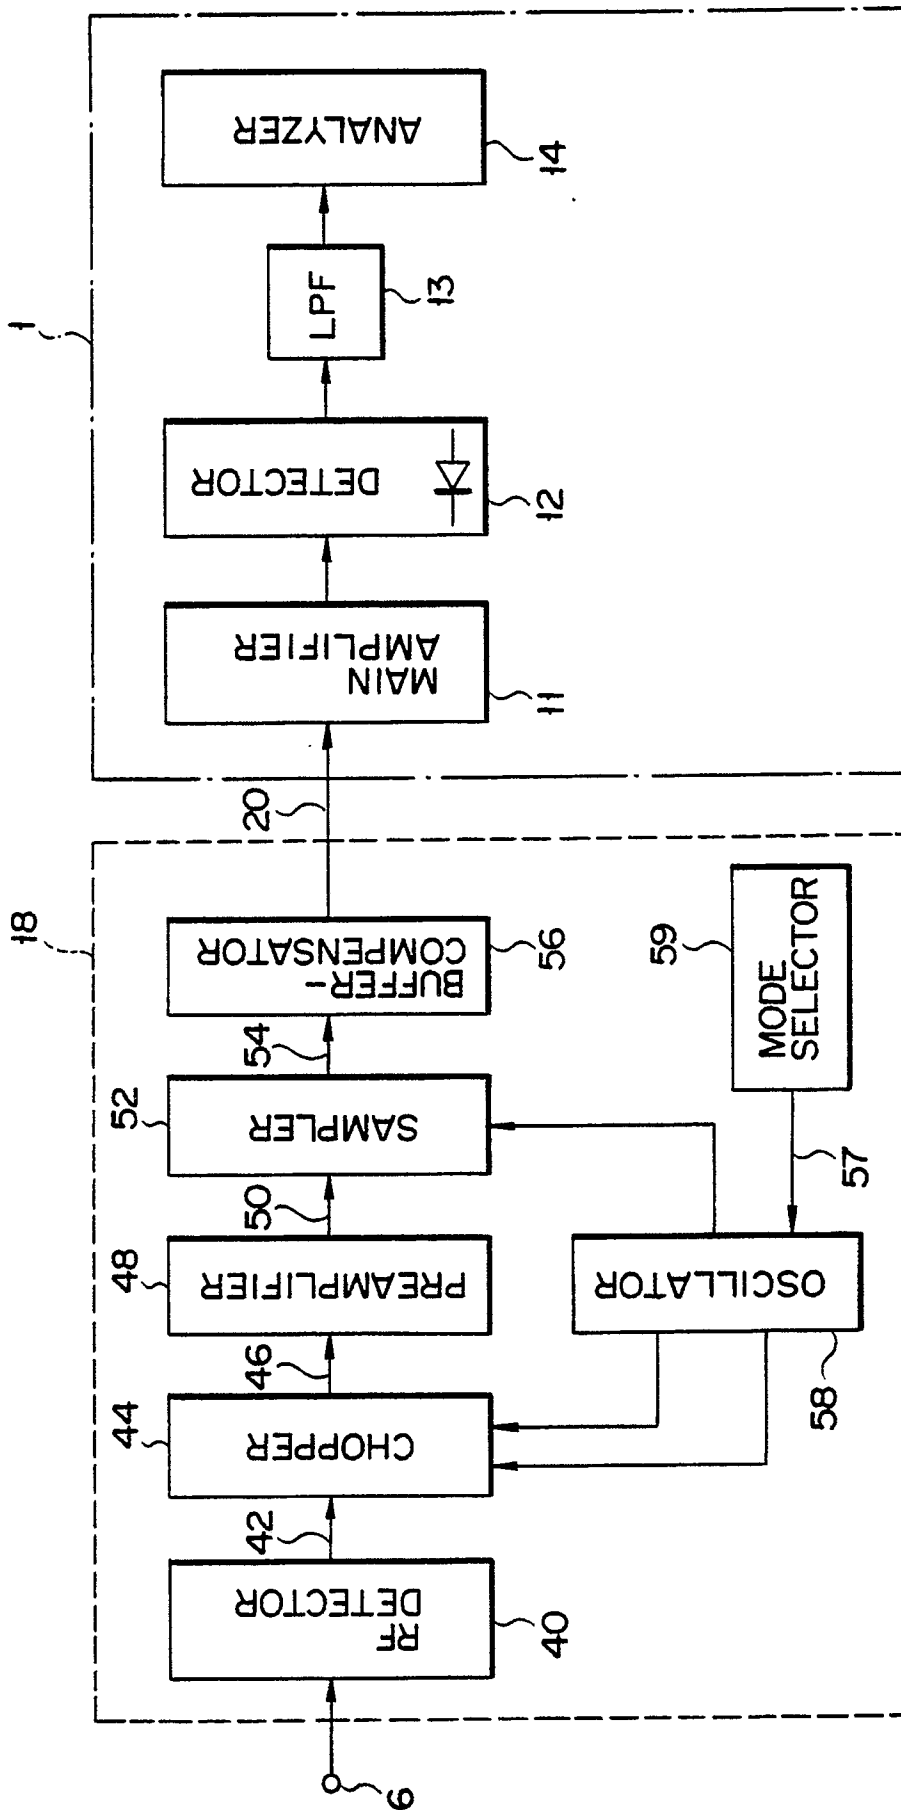 18
1
6
RF
DETECTOR
40
42
44
CHOPPER
46
48
PREAMPLIFIER
50
52
SAMPLER
54
BUFFER-
COMPENSATOR
56
20
MAIN
AMPLIFIER
11
DETECTOR
12
LPF
13
ANALYZER
14
OSCILLATOR
58
57
MODE
SELECTOR
59